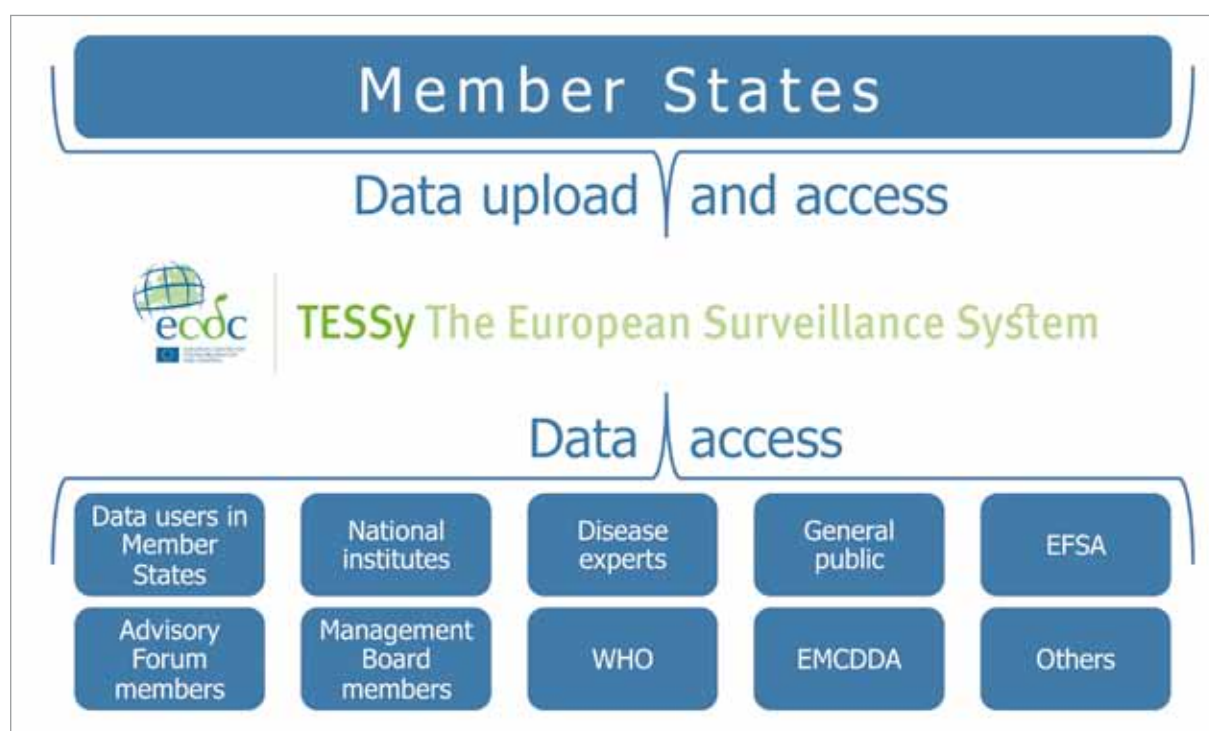 Member States
Data upload and access
ecdc
TESSy The European Surveillance System
Data access
Data users in
Member
States
National
institutes
Disease
experts
General
public
EFSA
Advisory
Forum
members
Management
Board
members
WHO
EMCDDA
Others